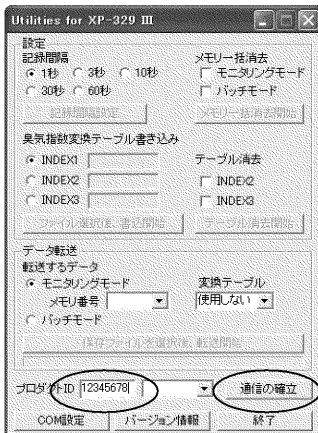 Utilities for XP-329 III
設定
記録間隔
1秒 3秒 10秒
30秒 60秒
記録間隔設定
メモリ一括消去
モニタリングモード
バッチモード
メモリ一括消去開始
臭気指数変換テーブル書き込み
INDEX1
INDEX2
INDEX3
ファイル選択後、書込開始
テーブル消去
INDEX2
INDEX3
テーブル消去開始
データ転送
転送するデータ
モニタリングモード
メモリ番号
バッチモード
変換テーブル
使用しない
保存ファイルを選択後、転送開始
プロダクトID 12345678 通信の確立
COM設定 バージョン情報 終了